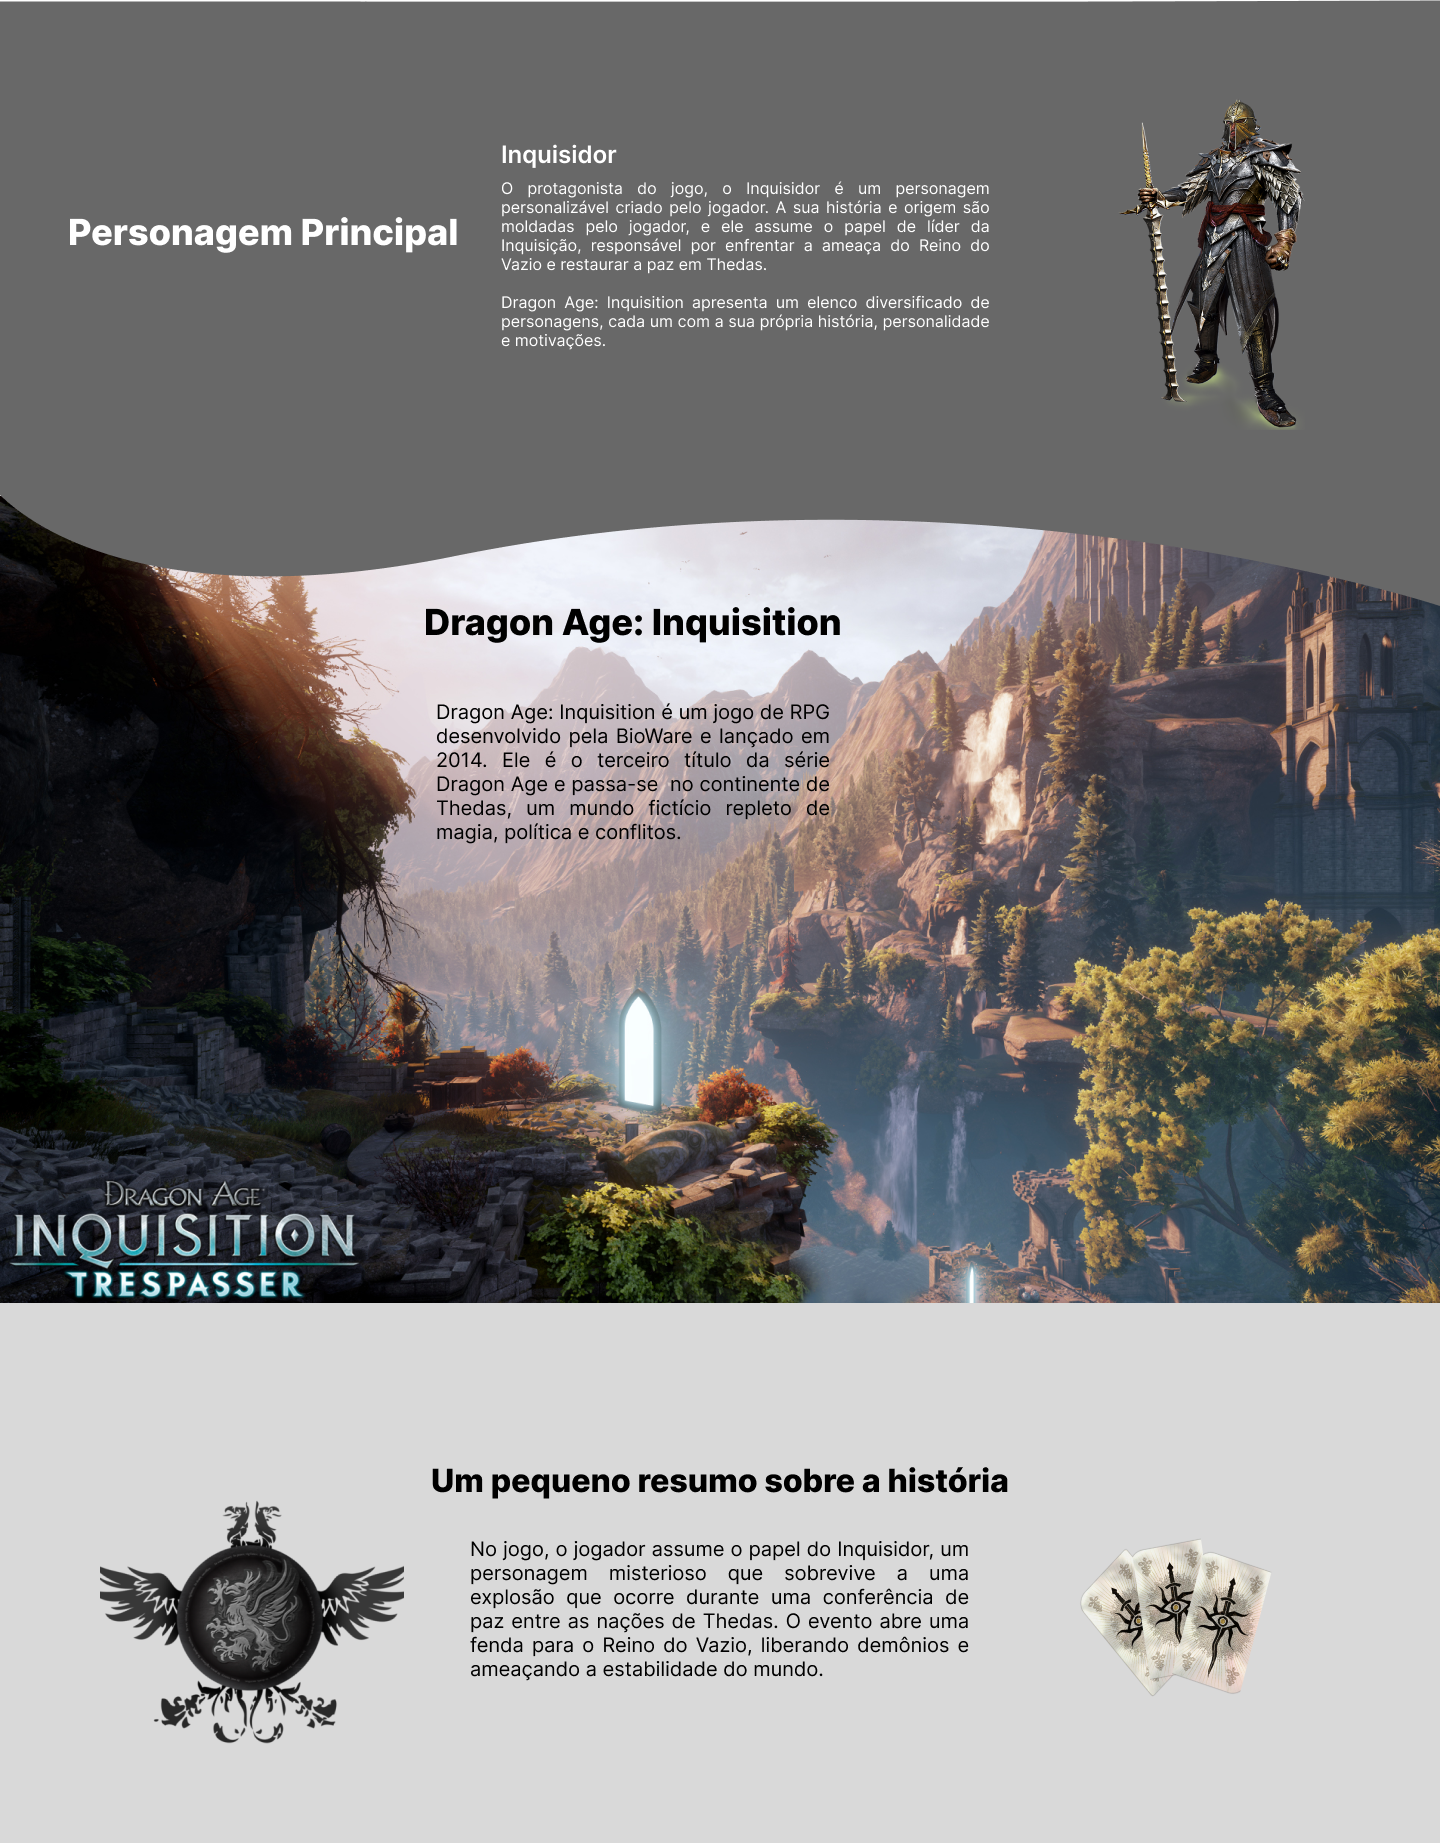 Personagem Principal
Inquisidor
O protagonista do jogo, o Inquisidor é um personagem
personalizável criado pelo jogador. A sua história e origem são
moldadas pelo jogador, e ele assume o papel de líder da
Inquisição, responsável por enfrentar a ameaça do Reino do
Vazio e restaurar a paz em Thedas.
Dragon Age: Inquisition apresenta um elenco diversificado de
personagens, cada um com a sua própria história, personalidade
e motivações.
Dragon Age: Inquisition
Dragon Age: Inquisition é um jogo de RPG
desenvolvido pela BioWare e lançado em
2014. Ele é o terceiro título da série
Dragon Age e passa-se  no continente de
Thedas, um mundo fictício repleto de
magia, política e conflitos.
DRAGON AGE
INQUISITION
TRESPASSER
Um pequeno resumo sobre a história
No jogo, o jogador assume o papel do Inquisidor, um
personagem misterioso que sobrevive a uma
explosão que ocorre durante uma conferência de
paz entre as nações de Thedas. O evento abre uma
fenda para o Reino do Vazio, liberando demônios e
ameaçando a estabilidade do mundo.